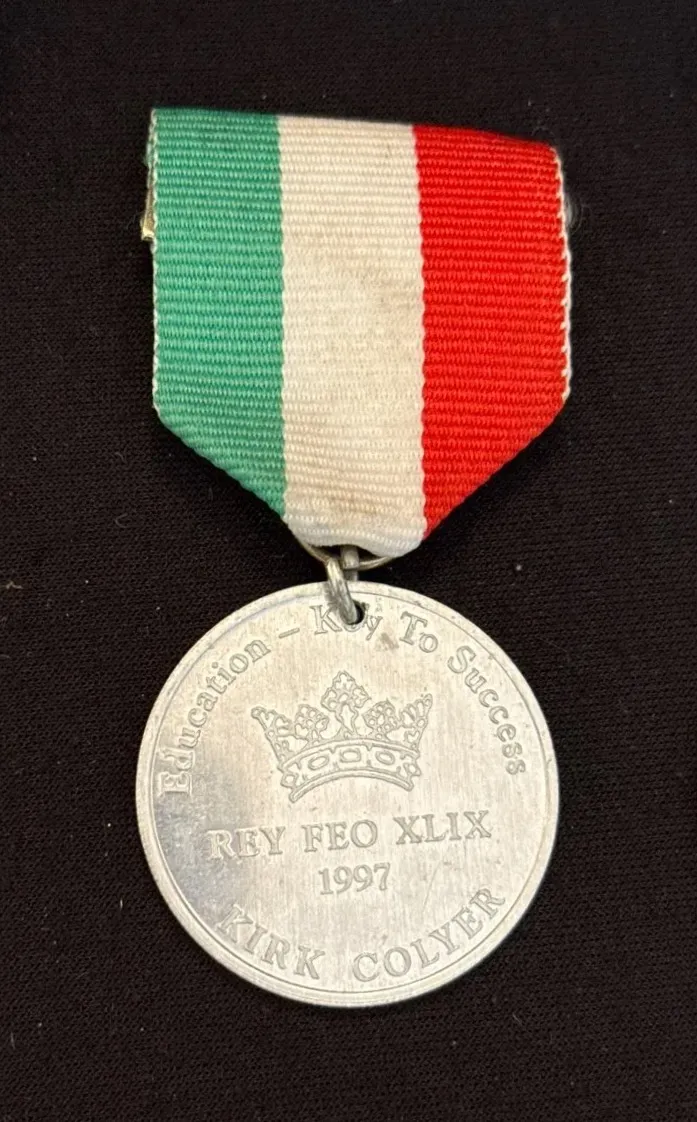 Education – Key To Success
REY FEO XLIX
1997
KIRK COLYER